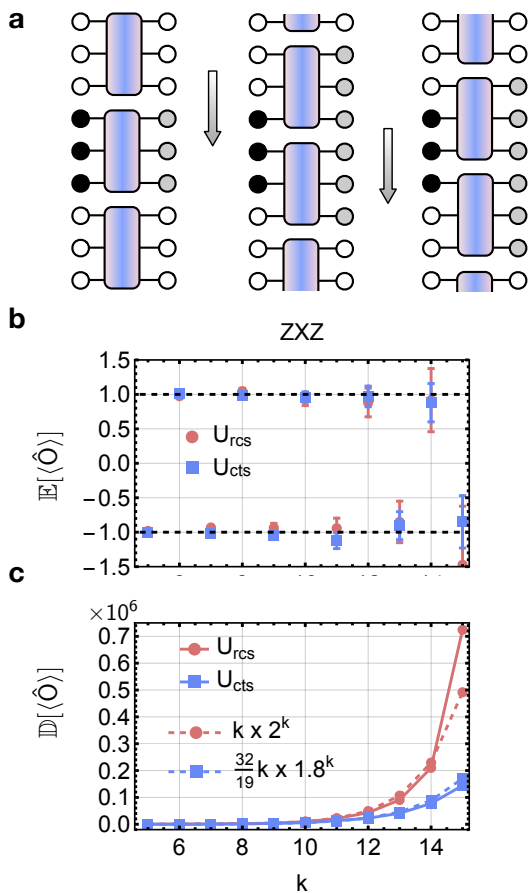 a
b
ZXZ
1.5
1.0
0.5
0.0
−0.5
−1.0
−1.5
𝔼[⟨Ô⟩]
U_rcs
U_cts
c
×10^6
0.7
0.6
0.5
0.4
0.3
0.2
0.1
0.0
𝔻[⟨Ô⟩]
U_rcs
U_cts
k x 2^k
32/19 k x 1.8^k
6 8 10 12 14
k